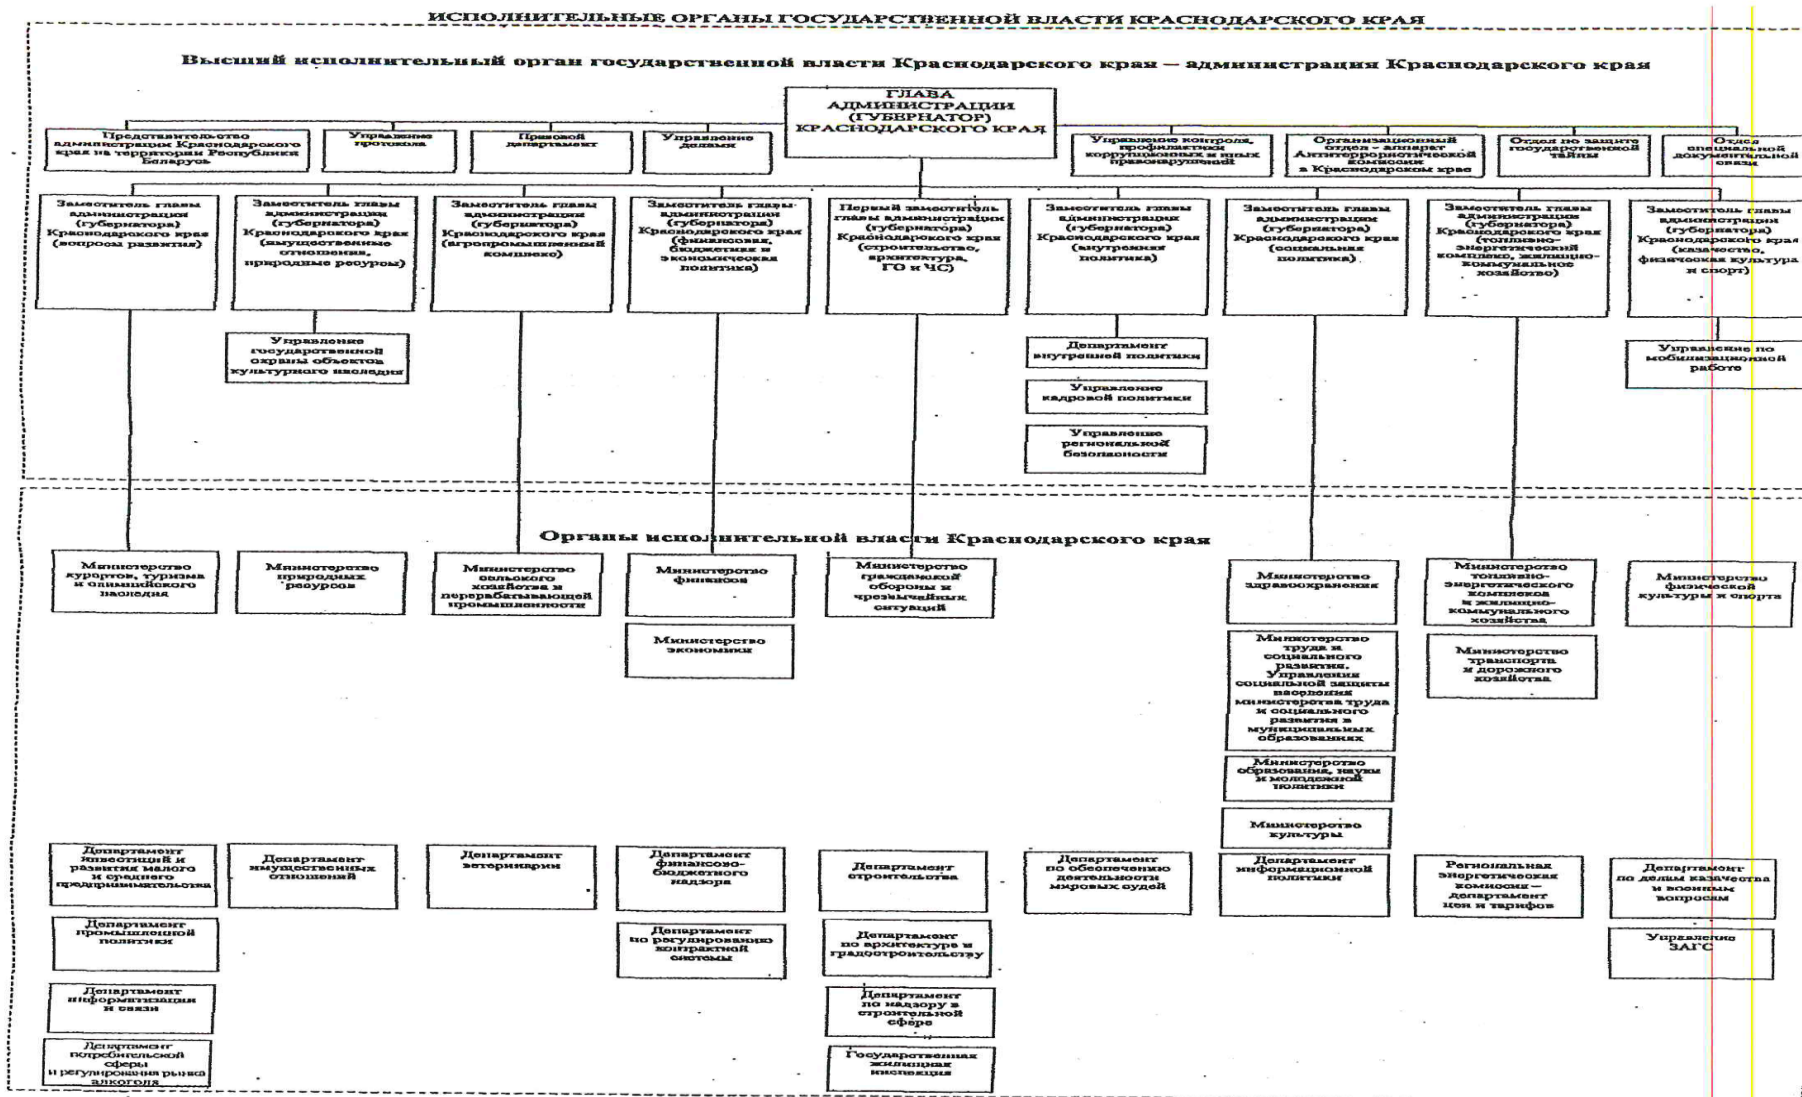 ИСПОЛНИТЕЛЬНЫЕ ОРГАНЫ ГОСУДАРСТВЕННОЙ ВЛАСТИ КРАСНОДАРСКОГО КРАЯ
Высший исполнительный орган государственной власти Краснодарского края – администрация Краснодарского края
ГЛАВА
АДМИНИСТРАЦИИ
(ГУБЕРНАТОР)
КРАСНОДАРСКОГО КРАЯ
Представительство
администрации Краснодарского
края на территории Республики
Беларусь
Управление
протокола
Правовой
департамент
Управление
делами
Управление контроля,
профилактики
коррупционных и иных
правонарушений
Организационный
отдел - аппарат
Антитеррористической
комиссии
в Краснодарском крае
Отдел по защите
государственной
тайны
Отдел
специальной
документальной
связи
Заместитель главы
администрации
(губернатора)
Краснодарского края
(вопросы развития)
Заместитель главы
администрации
(губернатора)
Краснодарского края
(имущественные
отношения,
природные ресурсы)
Заместитель главы
администрации
(губернатора)
Краснодарского края
(агропромышленный
комплекс)
Заместитель главы
администрации
(губернатора)
Краснодарского края
(финансовая,
бюджетная и
экономическая
политика)
Первый заместитель
главы администрации
(губернатора)
Краснодарского края
(строительство,
архитектура,
ГО и ЧС)
Заместитель главы
администрации
(губернатора)
Краснодарского края
(внутренняя
политика)
Заместитель главы
администрации
(губернатора)
Краснодарского края
(социальная
политика)
Заместитель главы
администрации
(губернатора)
Краснодарского края
(топливно-
энергетический
комплекс, жилищно-
коммунальное
хозяйство)
Заместитель главы
администрации
(губернатора)
Краснодарского края
(казачество,
физическая культура
и спорт)
Управление
государственной
охраны объектов
культурного наследия
Департамент
внутренней политики
Управление
кадровой политики
Управление
региональной
безопасности
Управление по
мобилизационной
работе
Органы исполнительной власти Краснодарского края
Министерство
курортов, туризма
и олимпийского
наследия
Министерство
природных
ресурсов
Министерство
сельского
хозяйства и
перерабатывающей
промышленности
Министерство
финансов
Министерство
экономики
Министерство
гражданской
обороны и
чрезвычайных
ситуаций
Министерство
здравоохранения
Министерство
труда и
социального
развития.
Управления
социальной защиты
населения
министерства труда
и социального
развития в
муниципальных
образованиях
Министерство
образования, науки
и молодежной
политики
Министерство
культуры
Министерство
топливно-
энергетического
комплекса
и жилищно-
коммунального
хозяйства
Министерство
транспорта
и дорожного
хозяйства
Министерство
физической
культуры и спорта
Департамент
инвестиций и
развития малого
и среднего
предпринимательства
Департамент
промышленной
политики
Департамент
информатизации
и связи
Департамент
потребительской
сферы
и регулирования рынка
алкоголя
Департамент
имущественных
отношений
Департамент
ветеринарии
Департамент
финансово-
бюджетного
надзора
Департамент
по регулированию
контрактной
системы
Департамент
строительства
Департамент
по архитектуре и
градостроительству
Департамент
по надзору в
строительной
сфере
Государственная
жилищная
инспекция
Департамент
по обеспечению
деятельности
мировых судей
Департамент
информационной
политики
Региональная
энергетическая
комиссия –
департамент
цен и тарифов
Департамент
по делам казачества
и военным
вопросам
Управление
ЗАГС